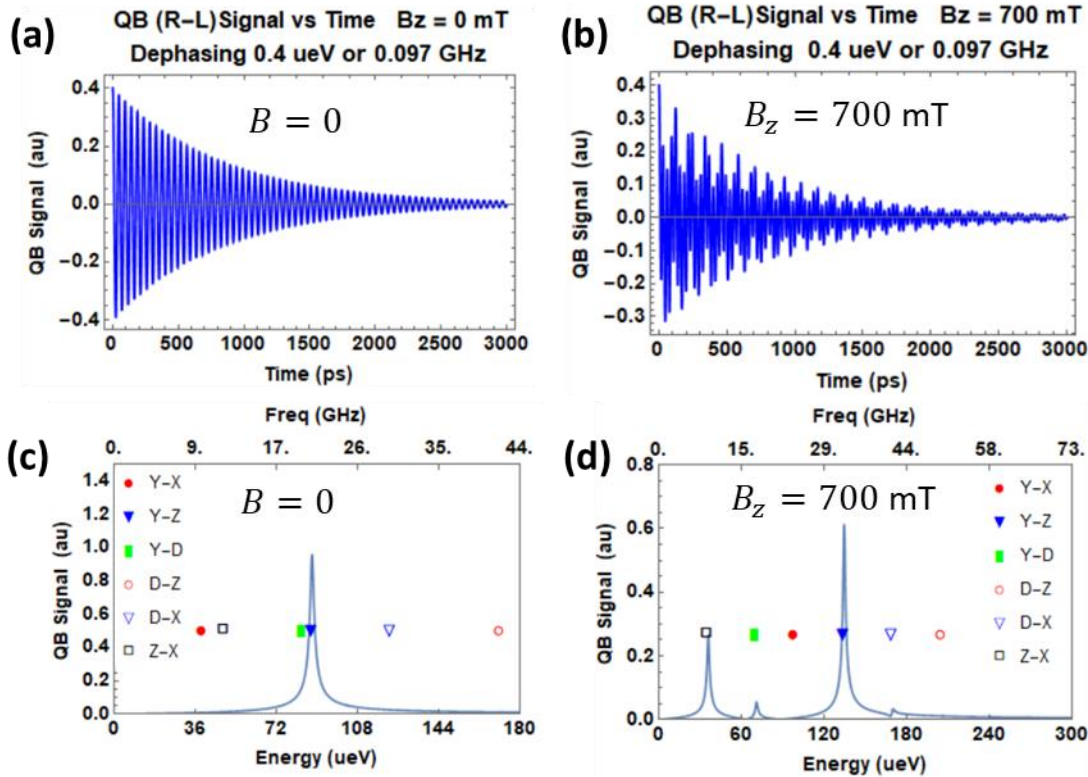 (a)
QB (R-L)Signal vs Time Bz = 0 mT
Dephasing 0.4 ueV or 0.097 GHz
B = 0
QB Signal (au)
0.4
0.2
0.0
-0.2
-0.4
0 500 1000 1500 2000 2500 3000
Time (ps)
(b)
QB (R-L)Signal vs Time Bz = 700 mT
Dephasing 0.4 ueV or 0.097 GHz
B_z = 700 mT
QB Signal (au)
0.4
0.3
0.2
0.1
0.0
-0.1
-0.2
-0.3
0 500 1000 1500 2000 2500 3000
Time (ps)
(c)
Freq (GHz)
0. 9. 17. 26. 35. 44.
B = 0
Y-X
Y-Z
Y-D
D-Z
D-X
Z-X
QB Signal (au)
1.4
1.2
1.0
0.8
0.6
0.4
0.2
0.0
0 36 72 108 144 180
Energy (ueV)
(d)
Freq (GHz)
0. 15. 29. 44. 58. 73.
B_z = 700 mT
Y-X
Y-Z
Y-D
D-Z
D-X
Z-X
QB Signal (au)
0.8
0.6
0.4
0.2
0.0
0 60 120 180 240 300
Energy (ueV)